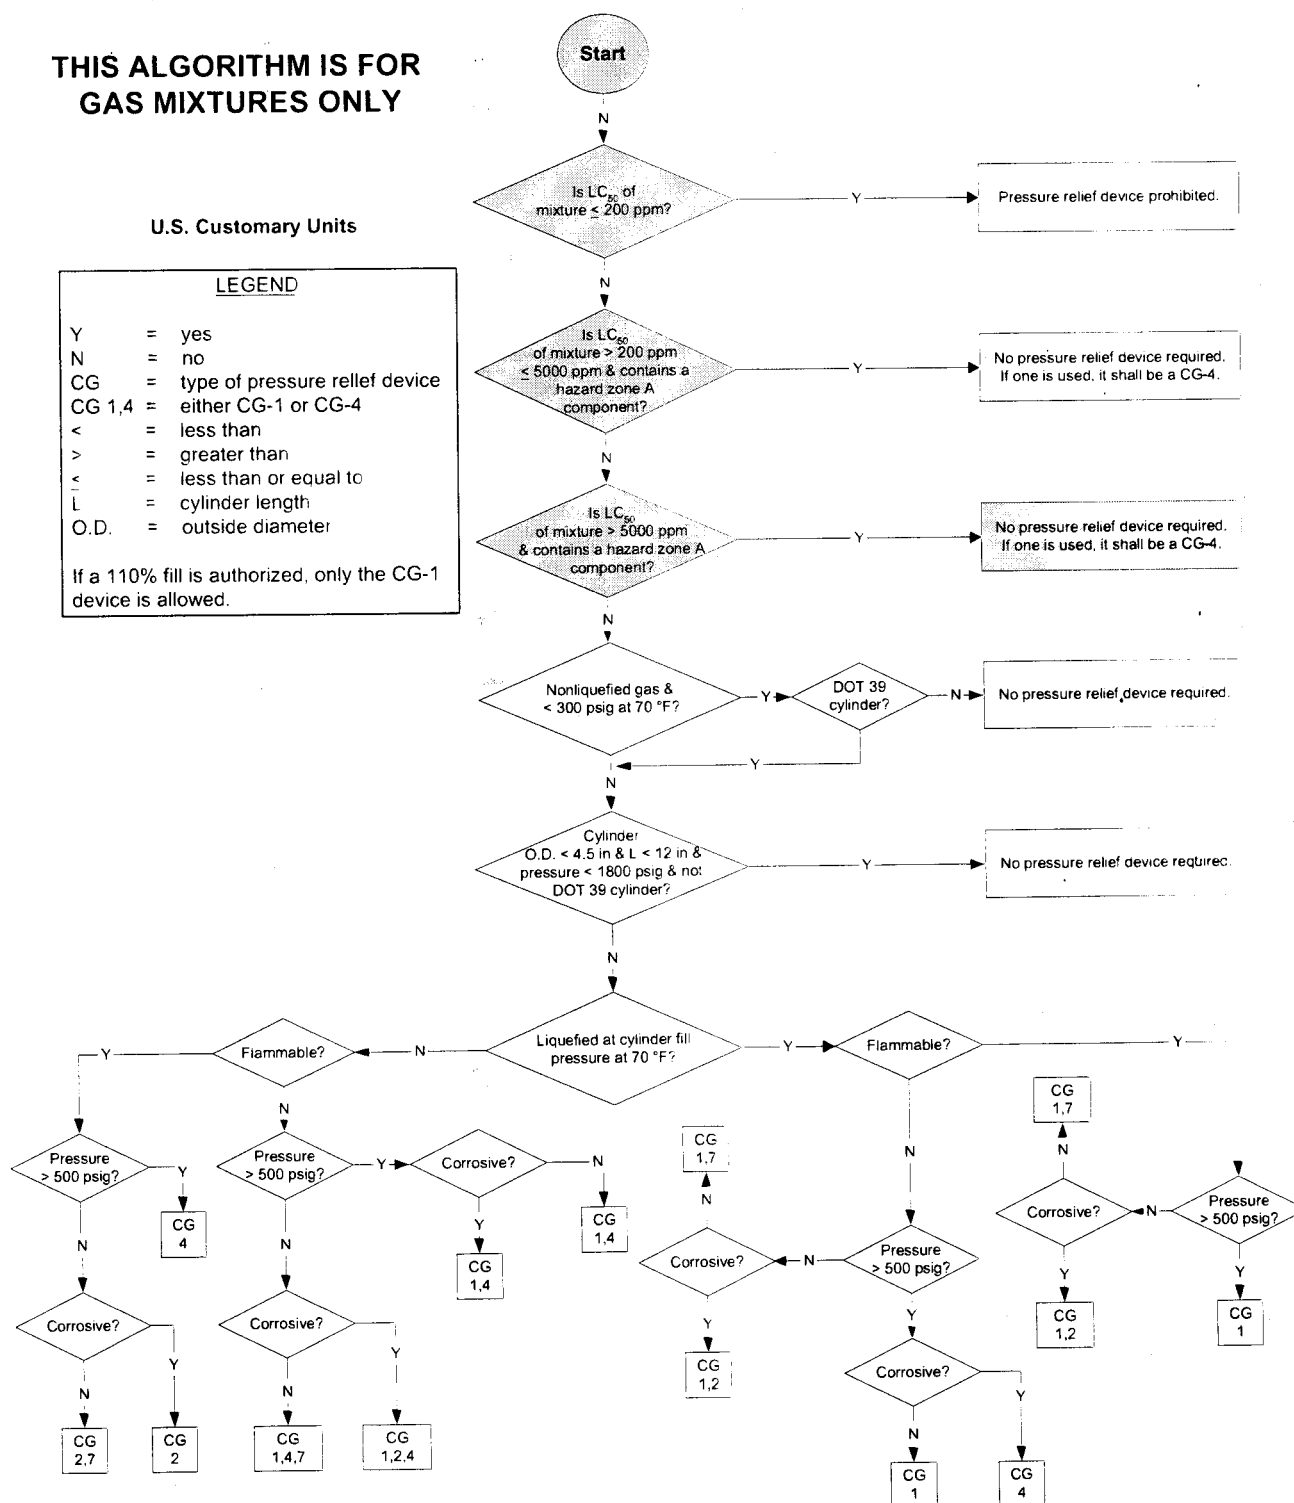 THIS ALGORITHM IS FOR
GAS MIXTURES ONLY
U.S. Customary Units
LEGEND
Y = yes
N = no
CG = type of pressure relief device
CG 1,4 = either CG-1 or CG-4
< = less than
> = greater than
≤ = less than or equal to
L = cylinder length
O.D. = outside diameter
If a 110% fill is authorized, only the CG-1
device is allowed.
Start
N
Is LC50 of
mixture ≤ 200 ppm?
Y
Pressure relief device prohibited.
N
Is LC50
of mixture > 200 ppm
≤ 5000 ppm & contains a
hazard zone A
component?
Y
No pressure relief device required.
If one is used, it shall be a CG-4.
N
Is LC50
of mixture > 5000 ppm
& contains a hazard zone A
component?
Y
No pressure relief device required.
If one is used, it shall be a CG-4.
N
Nonliquefied gas &
< 300 psig at 70 °F?
Y
DOT 39
cylinder?
N
No pressure relief device required.
Y
N
Cylinder
O.D. < 4.5 in & L < 12 in &
pressure < 1800 psig & not
DOT 39 cylinder?
Y
No pressure relief device required.
N
Liquefied at cylinder fill
pressure at 70 °F?
N
Flammable?
Y
Y
Flammable?
Y
N
Pressure
> 500 psig?
Y
CG
4
N
Corrosive?
N
CG
2,7
Y
CG
2
Pressure
> 500 psig?
Y
Corrosive?
N
CG
1,4
Y
CG
1,4
N
Corrosive?
N
CG
1,4,7
Y
CG
1,2,4
N
Pressure
> 500 psig?
N
Corrosive?
N
CG
1,7
Y
CG
1,2
Y
Corrosive?
N
CG
1
Y
CG
4
Pressure
> 500 psig?
N
Corrosive?
N
CG
1,7
Y
CG
1,2
Y
CG
1